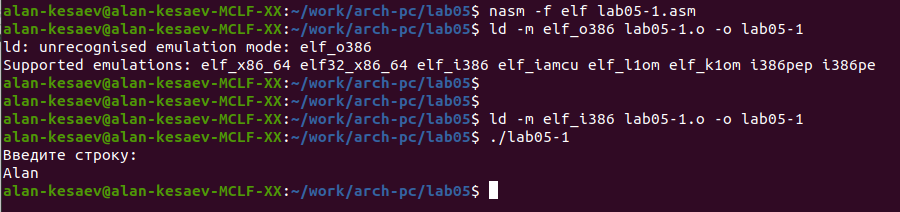 alan-kesaev@alan-kesaev-MCLF-XX:~/work/arch-pc/lab05$ nasm -f elf lab05-1.asm
alan-kesaev@alan-kesaev-MCLF-XX:~/work/arch-pc/lab05$ ld -m elf_o386 lab05-1.o -o lab05-1
ld: unrecognised emulation mode: elf_o386
Supported emulations: elf_x86_64 elf32_x86_64 elf_i386 elf_iamcu elf_l1om elf_k1om i386pep i386pe
alan-kesaev@alan-kesaev-MCLF-XX:~/work/arch-pc/lab05$
alan-kesaev@alan-kesaev-MCLF-XX:~/work/arch-pc/lab05$
alan-kesaev@alan-kesaev-MCLF-XX:~/work/arch-pc/lab05$ ld -m elf_i386 lab05-1.o -o lab05-1
alan-kesaev@alan-kesaev-MCLF-XX:~/work/arch-pc/lab05$ ./lab05-1
Введите строку:
Alan
alan-kesaev@alan-kesaev-MCLF-XX:~/work/arch-pc/lab05$